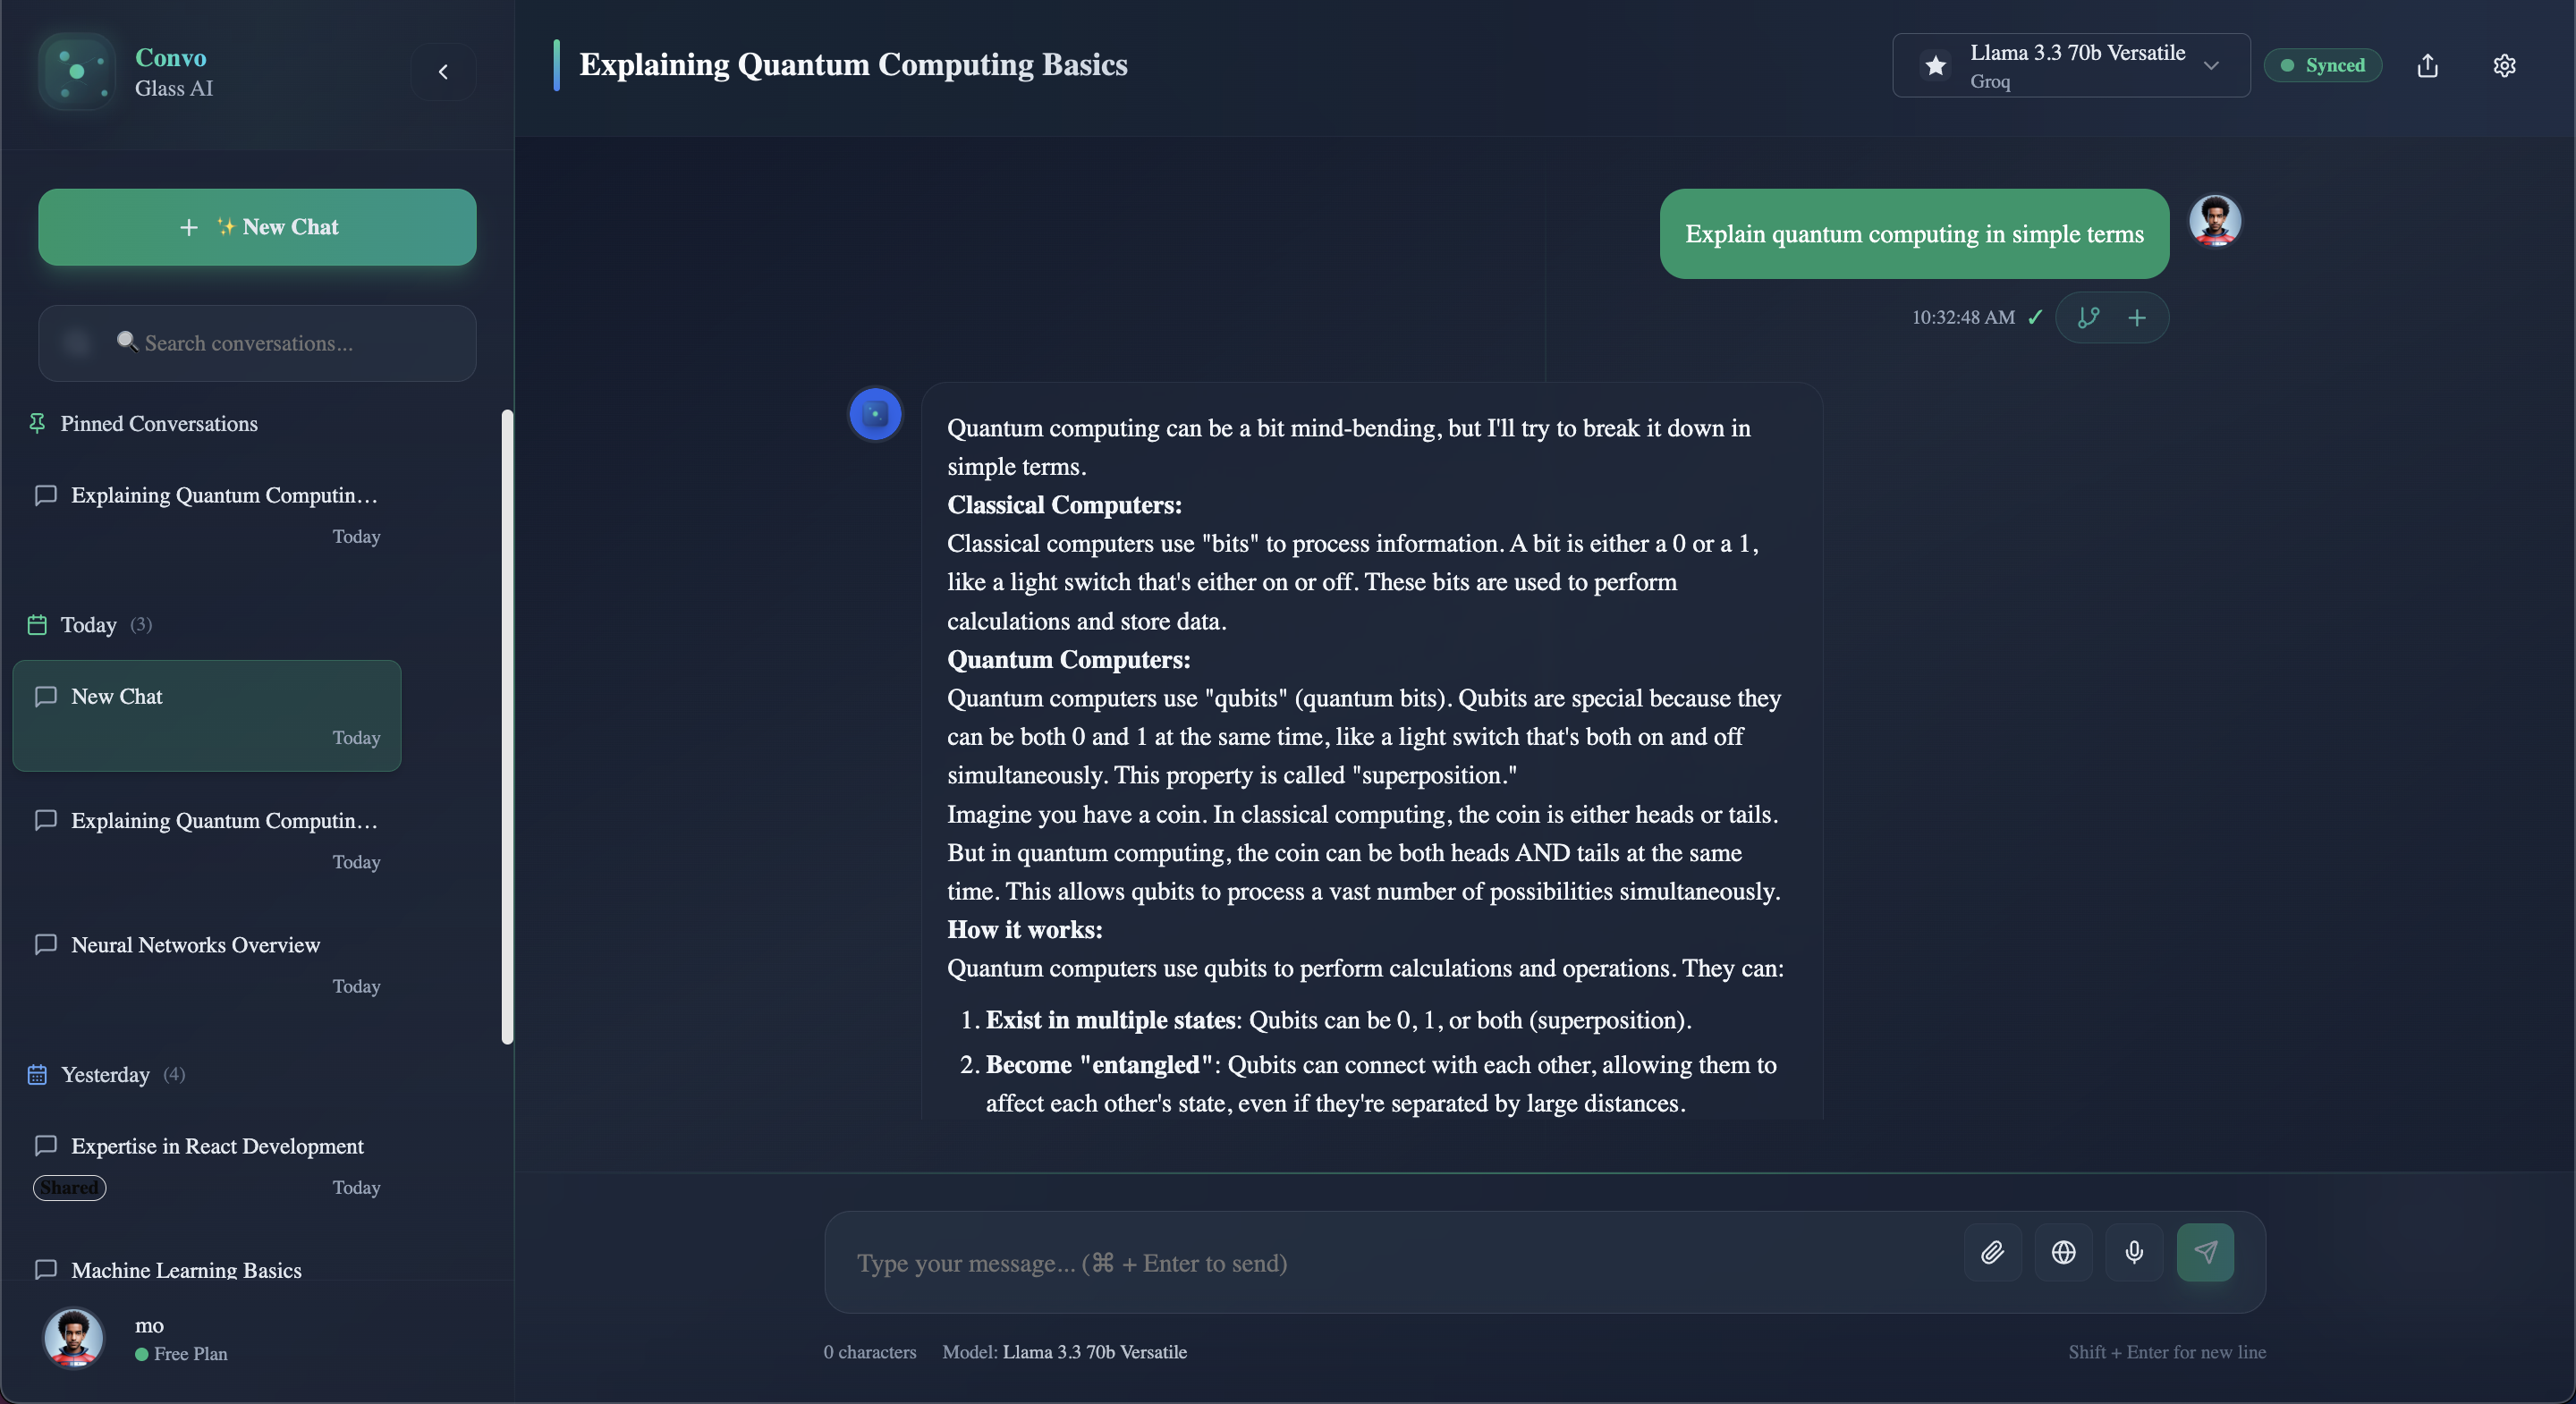 Convo
Glass AI
✨ New Chat
🔍 Search conversations...
Pinned Conversations
Explaining Quantum Computin...
Today
Today (3)
New Chat
Today
Explaining Quantum Computin...
Today
Neural Networks Overview
Today
Yesterday (4)
Expertise in React Development
Shared Today
Machine Learning Basics
mo
Free Plan
Explaining Quantum Computing Basics
Llama 3.3 70b Versatile
Groq
Synced
Explain quantum computing in simple terms
10:32:48 AM ✓
Quantum computing can be a bit mind-bending, but I'll try to break it down in
simple terms.
Classical Computers:
Classical computers use "bits" to process information. A bit is either a 0 or a 1,
like a light switch that's either on or off. These bits are used to perform
calculations and store data.
Quantum Computers:
Quantum computers use "qubits" (quantum bits). Qubits are special because they
can be both 0 and 1 at the same time, like a light switch that's both on and off
simultaneously. This property is called "superposition."
Imagine you have a coin. In classical computing, the coin is either heads or tails.
But in quantum computing, the coin can be both heads AND tails at the same
time. This allows qubits to process a vast number of possibilities simultaneously.
How it works:
Quantum computers use qubits to perform calculations and operations. They can:
1. Exist in multiple states: Qubits can be 0, 1, or both (superposition).
2. Become "entangled": Qubits can connect with each other, allowing them to
affect each other's state, even if they're separated by large distances.
Type your message... (⌘ + Enter to send)
0 characters Model: Llama 3.3 70b Versatile
Shift + Enter for new line